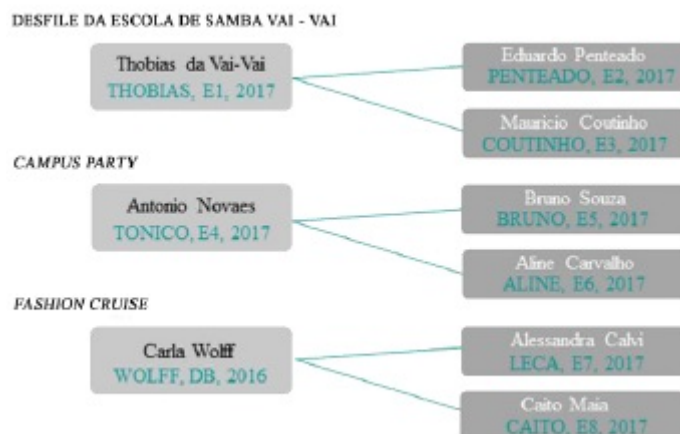 DESFILE DA ESCOLA DE SAMBA VAI - VAI
Thobias da Vai-Vai
THOBIAS, E1, 2017
Eduardo Penteado
PENTEADO, E2, 2017
Mauricio Coutinho
COUTINHO, E3, 2017
CAMPUS PARTY
Antonio Novaes
TONICO, E4, 2017
Bruno Souza
BRUNO, E5, 2017
Aline Carvalho
ALINE, E6, 2017
FASHION CRUISE
Carla Wolff
WOLFF, DB, 2016
Alessandra Calvi
LECA, E7, 2017
Caito Maia
CAITO, E8, 2017